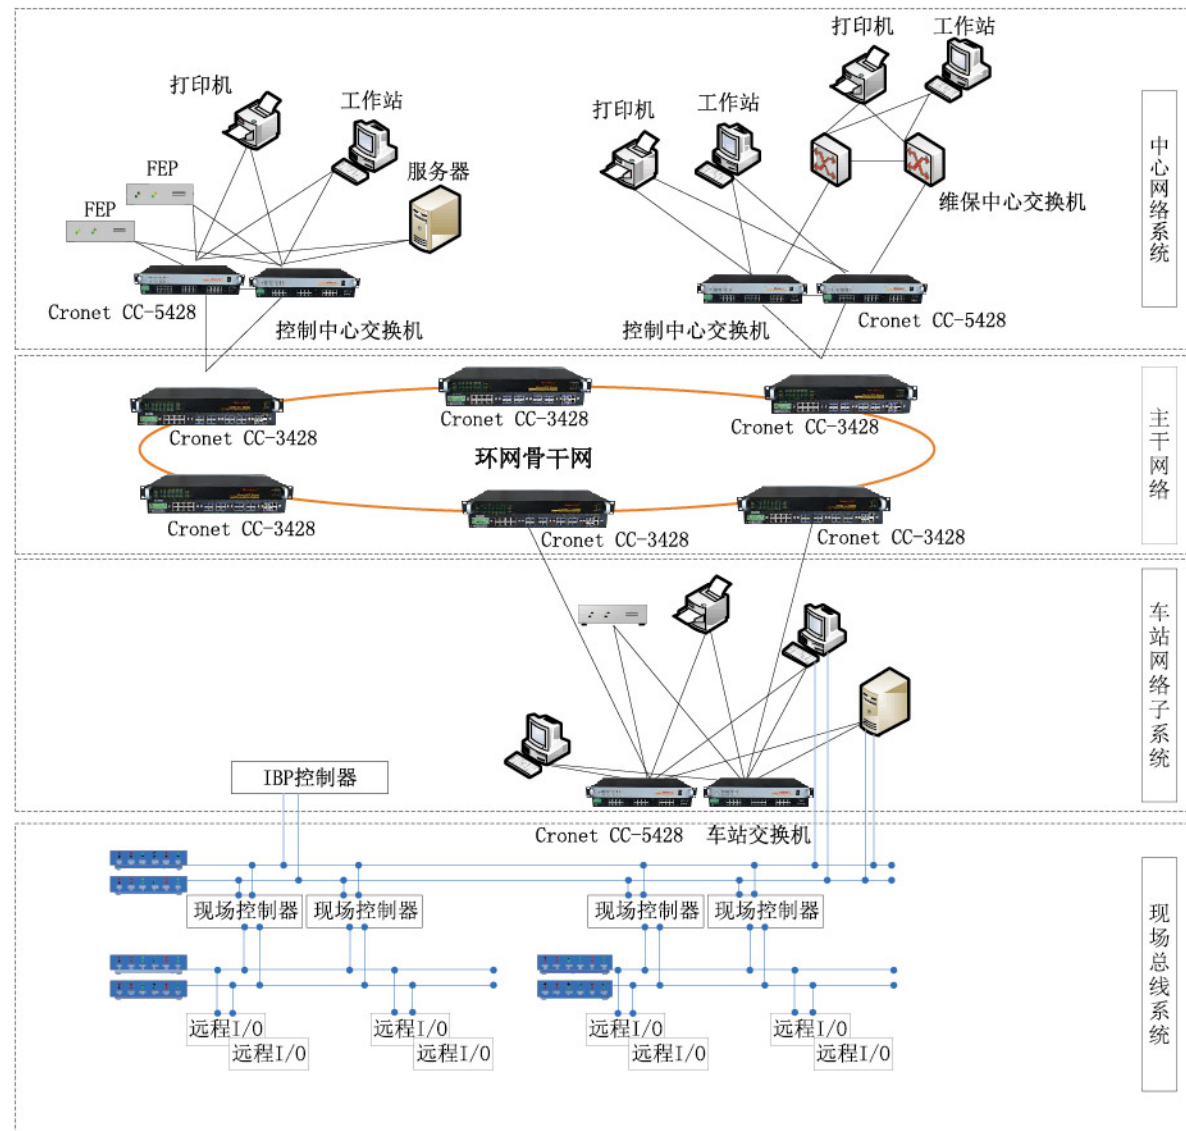 打印机
工作站
打印机
工作站
打印机
工作站
FEP
服务器
FEP
维保中心交换机
Cronet CC-5428
控制中心交换机
控制中心交换机
Cronet CC-5428
中心网络系统
Cronet CC-3428
Cronet CC-3428
Cronet CC-3428
环网骨干网
Cronet CC-3428
Cronet CC-3428
Cronet CC-3428
主干网络
IBP控制器
Cronet CC-5428
车站交换机
车站网络子系统
现场控制器
现场控制器
现场控制器
现场控制器
远程I/O
远程I/O
远程I/O
远程I/O
远程I/O
远程I/O
远程I/O
远程I/O
现场总线系统